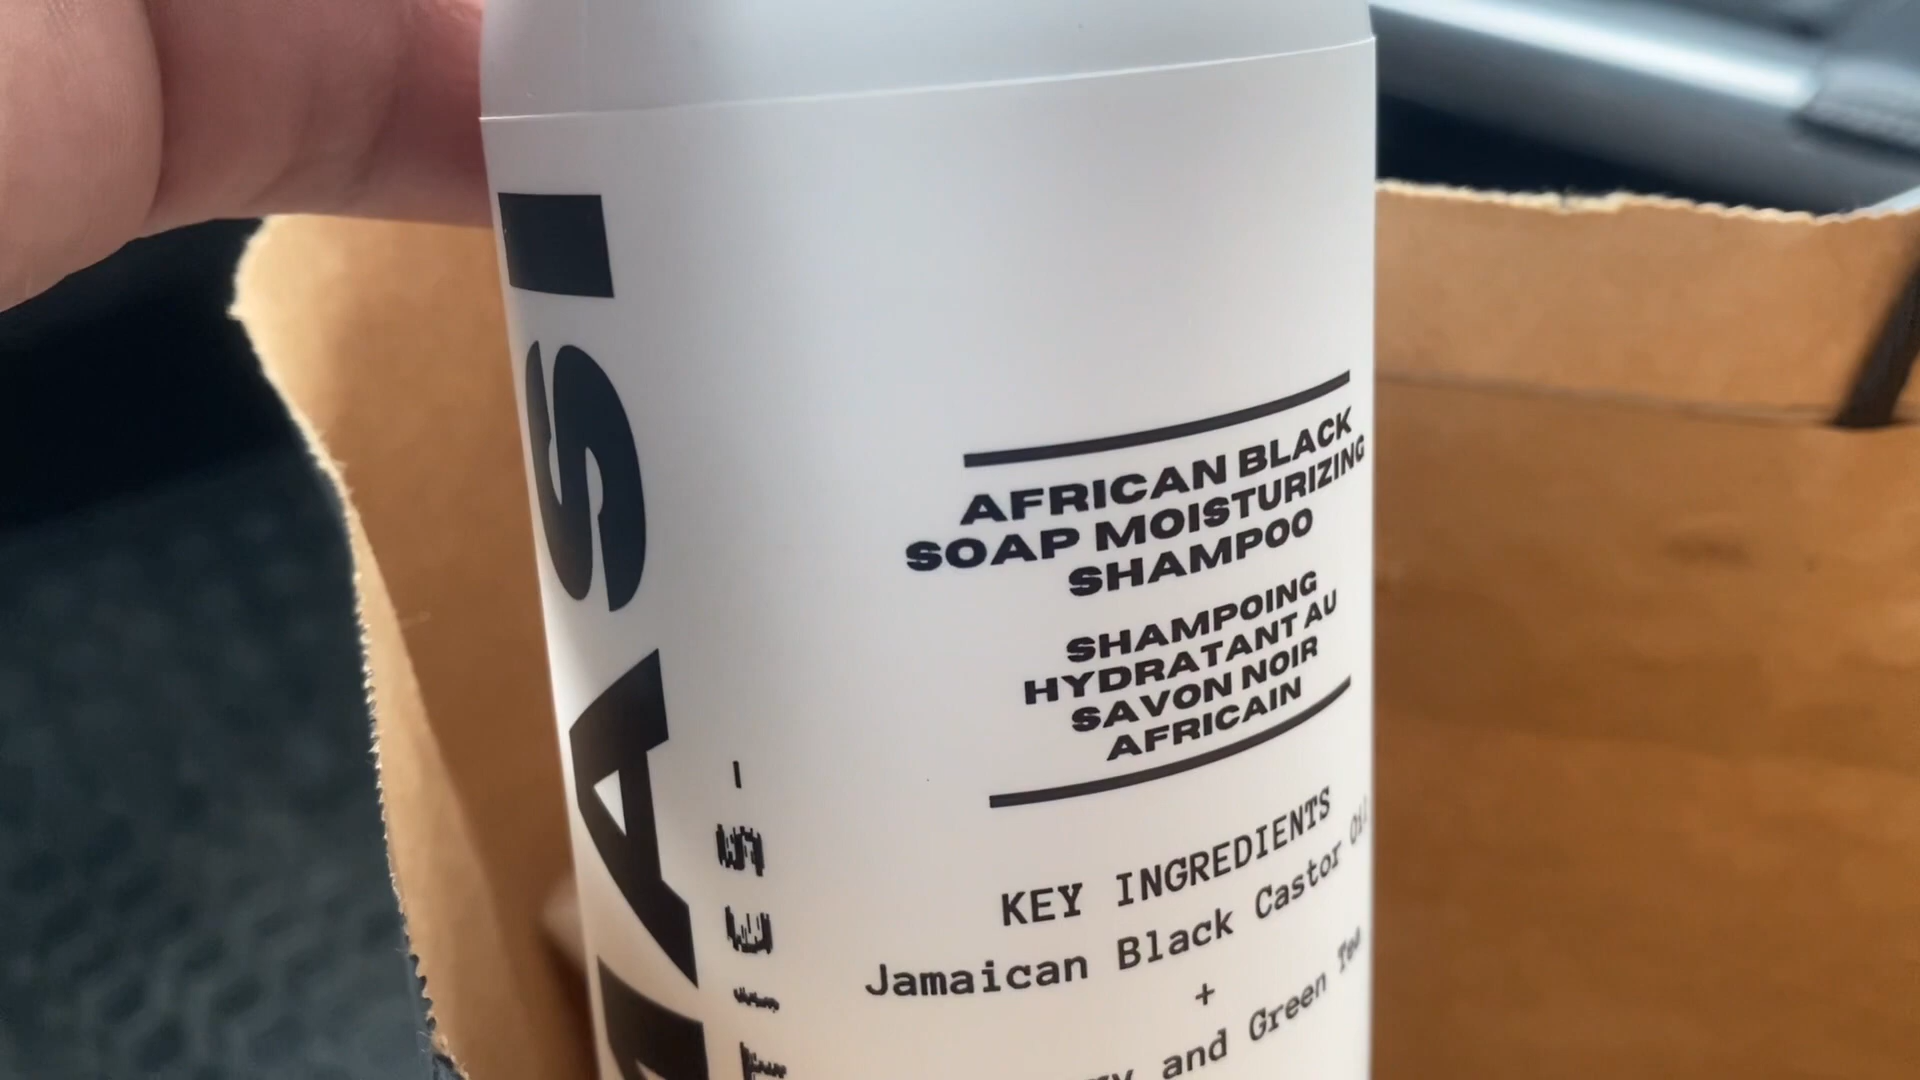 MASI
AFRICAN BLACK
SOAP MOISTURIZING
SHAMPOO
SHAMPOING
HYDRATANT AU
SAVON NOIR
AFRICAIN
KEY INGREDIENTS
Jamaican Black Castor Oil
+
and Green Tea